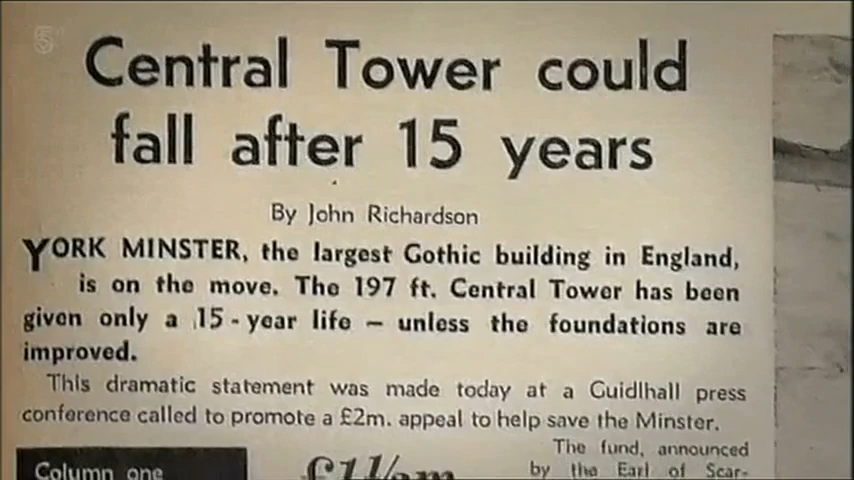 5
Central Tower could
fall after 15 years
By John Richardson
YORK MINSTER, the largest Gothic building in England,
is on the move. The 197 ft. Central Tower has been
given only a 15-year life – unless the foundations are
improved.
This dramatic statement was made today at a Guidlhall press
conference called to promote a £2m. appeal to help save the Minster.
The fund, announced
Column one
£1½m
by the Earl of Scar-